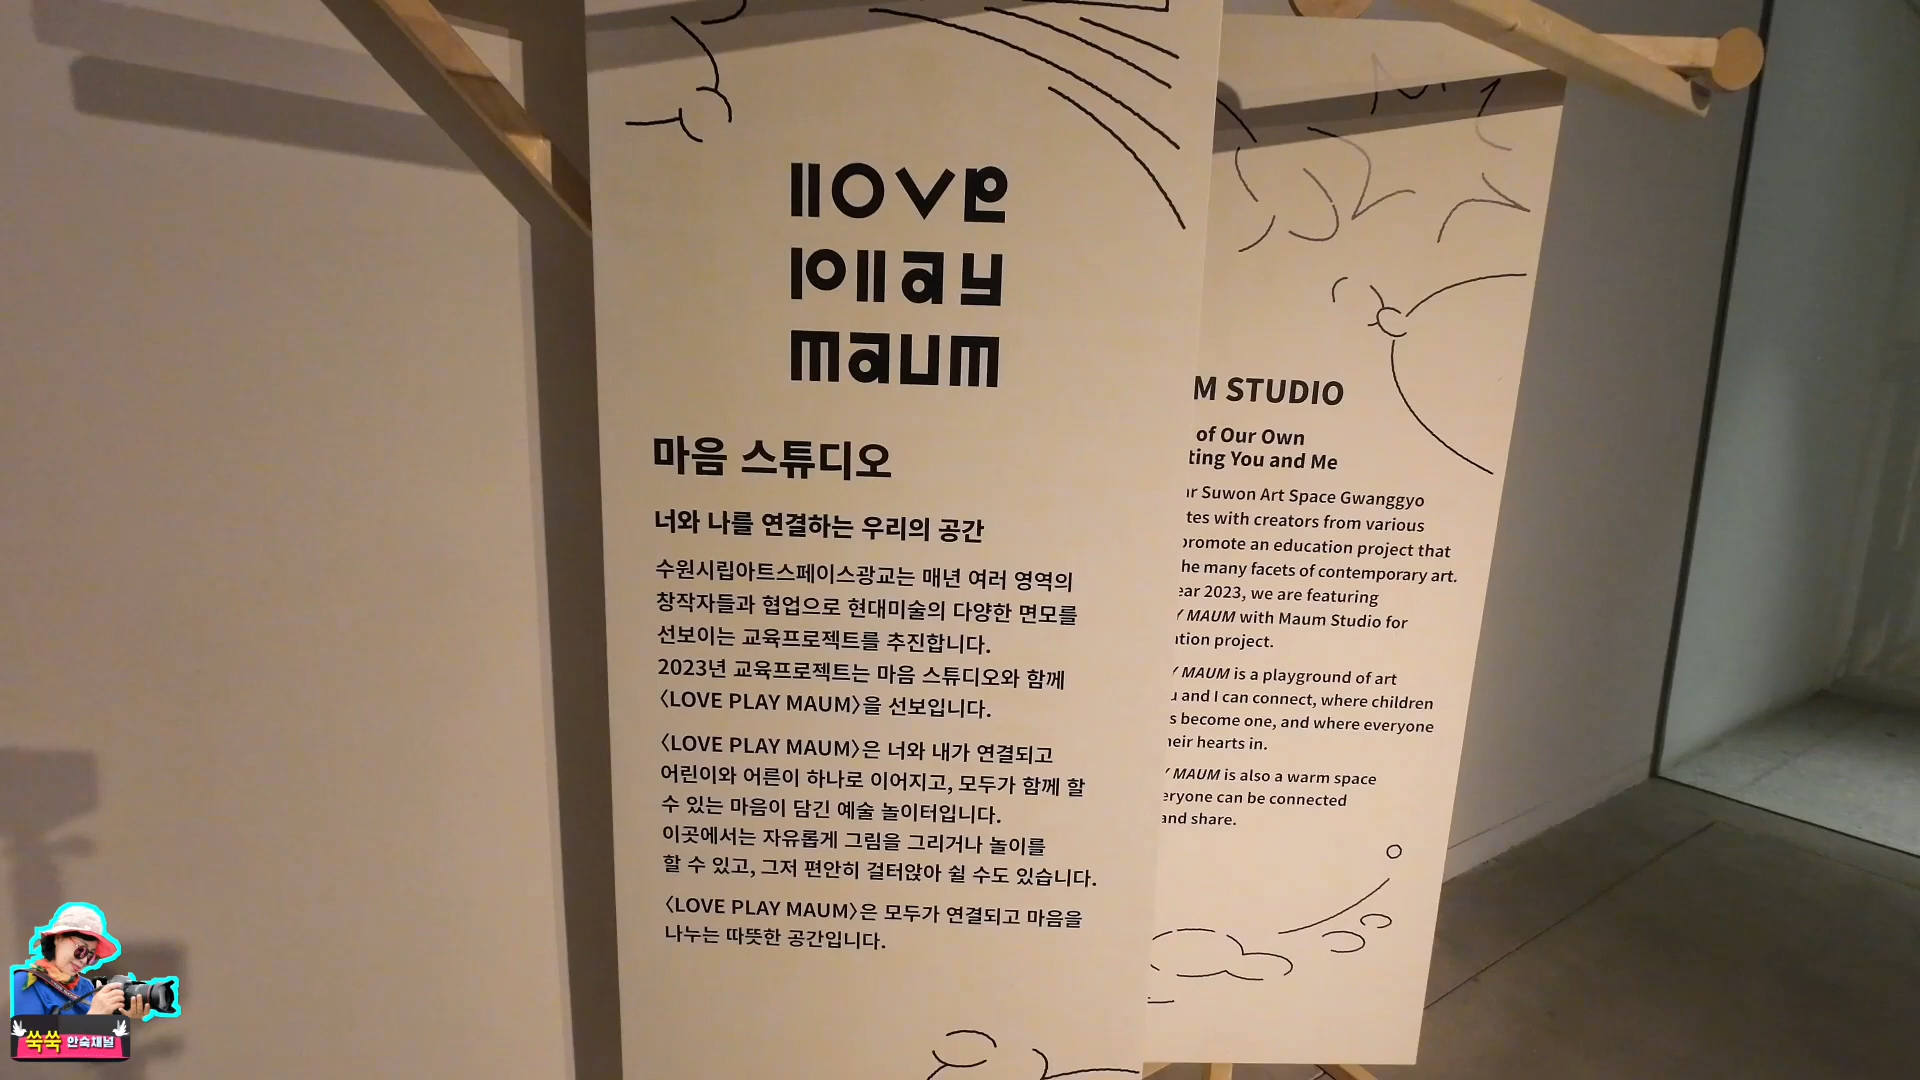 love
play
maum
마음 스튜디오
너와 나를 연결하는 우리의 공간
수원시립아트스페이스광교는 매년 여러 영역의
창작자들과 협업으로 현대미술의 다양한 면모를
선보이는 교육프로젝트를 추진합니다.
2023년 교육프로젝트는 마음 스튜디오와 함께
〈LOVE PLAY MAUM〉을 선보입니다.
〈LOVE PLAY MAUM〉은 너와 내가 연결되고
어린이와 어른이 하나로 이어지고, 모두가 함께 할
수 있는 마음이 담긴 예술 놀이터입니다.
이곳에서는 자유롭게 그림을 그리거나 놀이를
할 수 있고, 그저 편안히 걸터앉아 쉴 수도 있습니다.
〈LOVE PLAY MAUM〉은 모두가 연결되고 마음을
나누는 따뜻한 공간입니다.
M STUDIO
of Our Own
ting You and Me
ar Suwon Art Space Gwanggyo
tes with creators from various
promote an education project that
he many facets of contemporary art.
ear 2023, we are featuring
Y MAUM with Maum Studio for
ation project.
Y MAUM is a playground of art
u and I can connect, where children
s become one, and where everyone
heir hearts in.
Y MAUM is also a warm space
eryone can be connected
and share.
쑥쑥 안숙채널